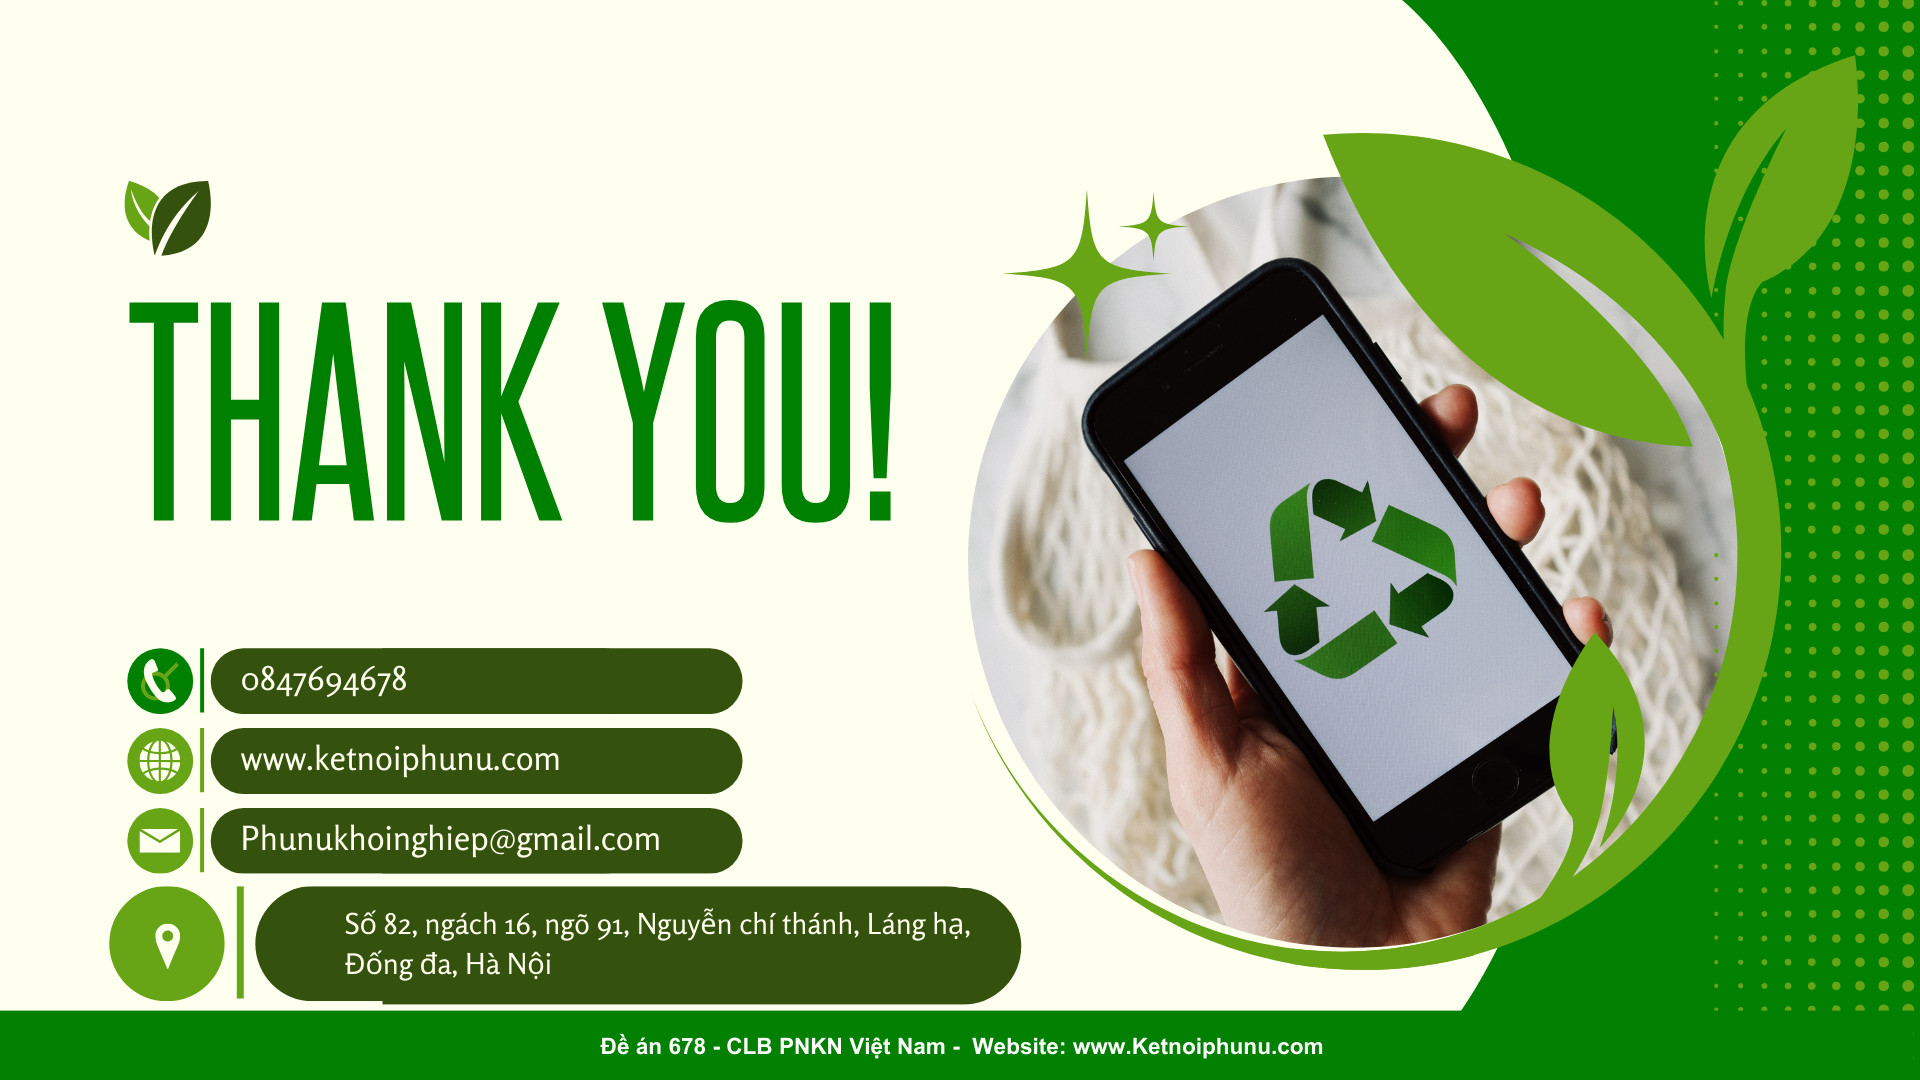 THANK YOU!
0847694678
www.ketnoiphunu.com
Phunukhoinghiep@gmail.com
Số 82, ngách 16, ngõ 91, Nguyễn chí thánh, Láng hạ,
Đống đa, Hà Nội
Đề án 678 - CLB PNKN Việt Nam - Website: www.Ketnoiphunu.com